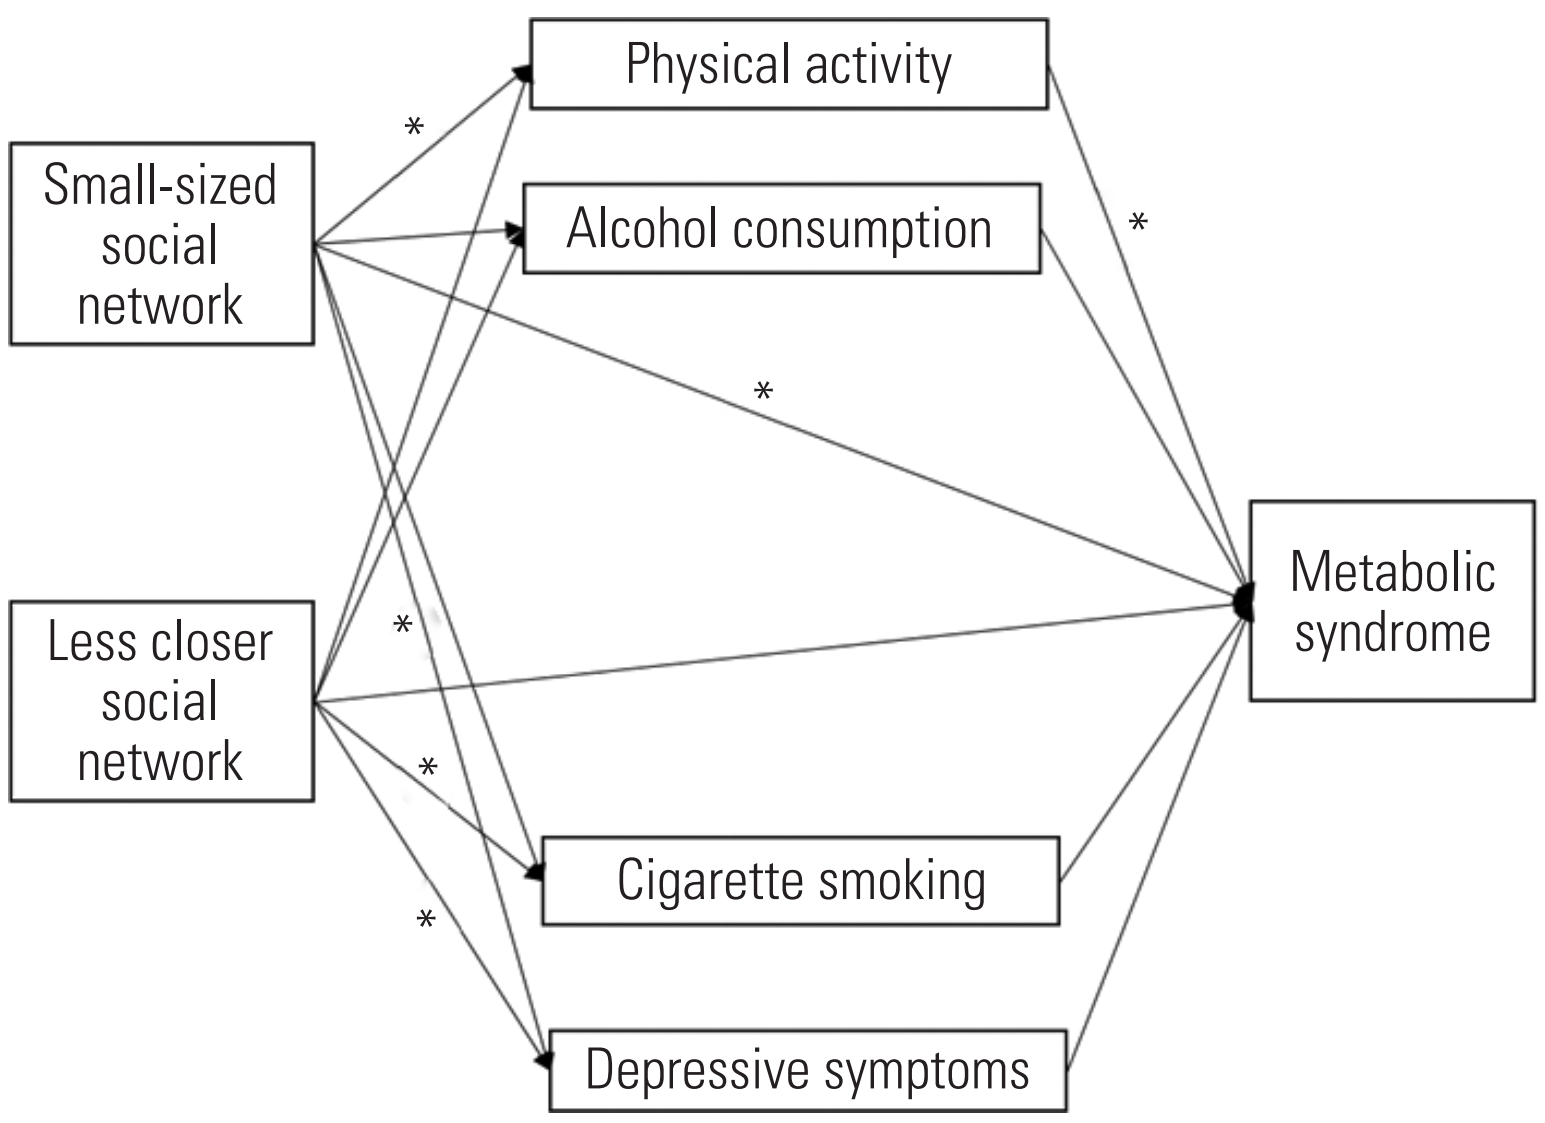 Physical activity
*
Small-sized
social
network
Alcohol consumption
*
*
Metabolic
syndrome
Less closer
social
network
*
*
Cigarette smoking
*
Depressive symptoms